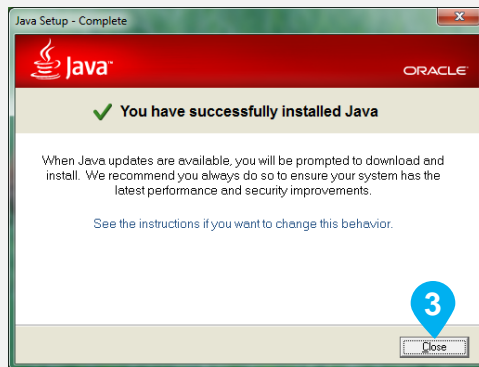 Java Setup - Complete
x
Java™
ORACLE
You have successfully installed Java
When Java updates are available, you will be prompted to download and
install. We recommend you always do so to ensure your system has the
latest performance and security improvements.
See the instructions if you want to change this behavior.
3
Close